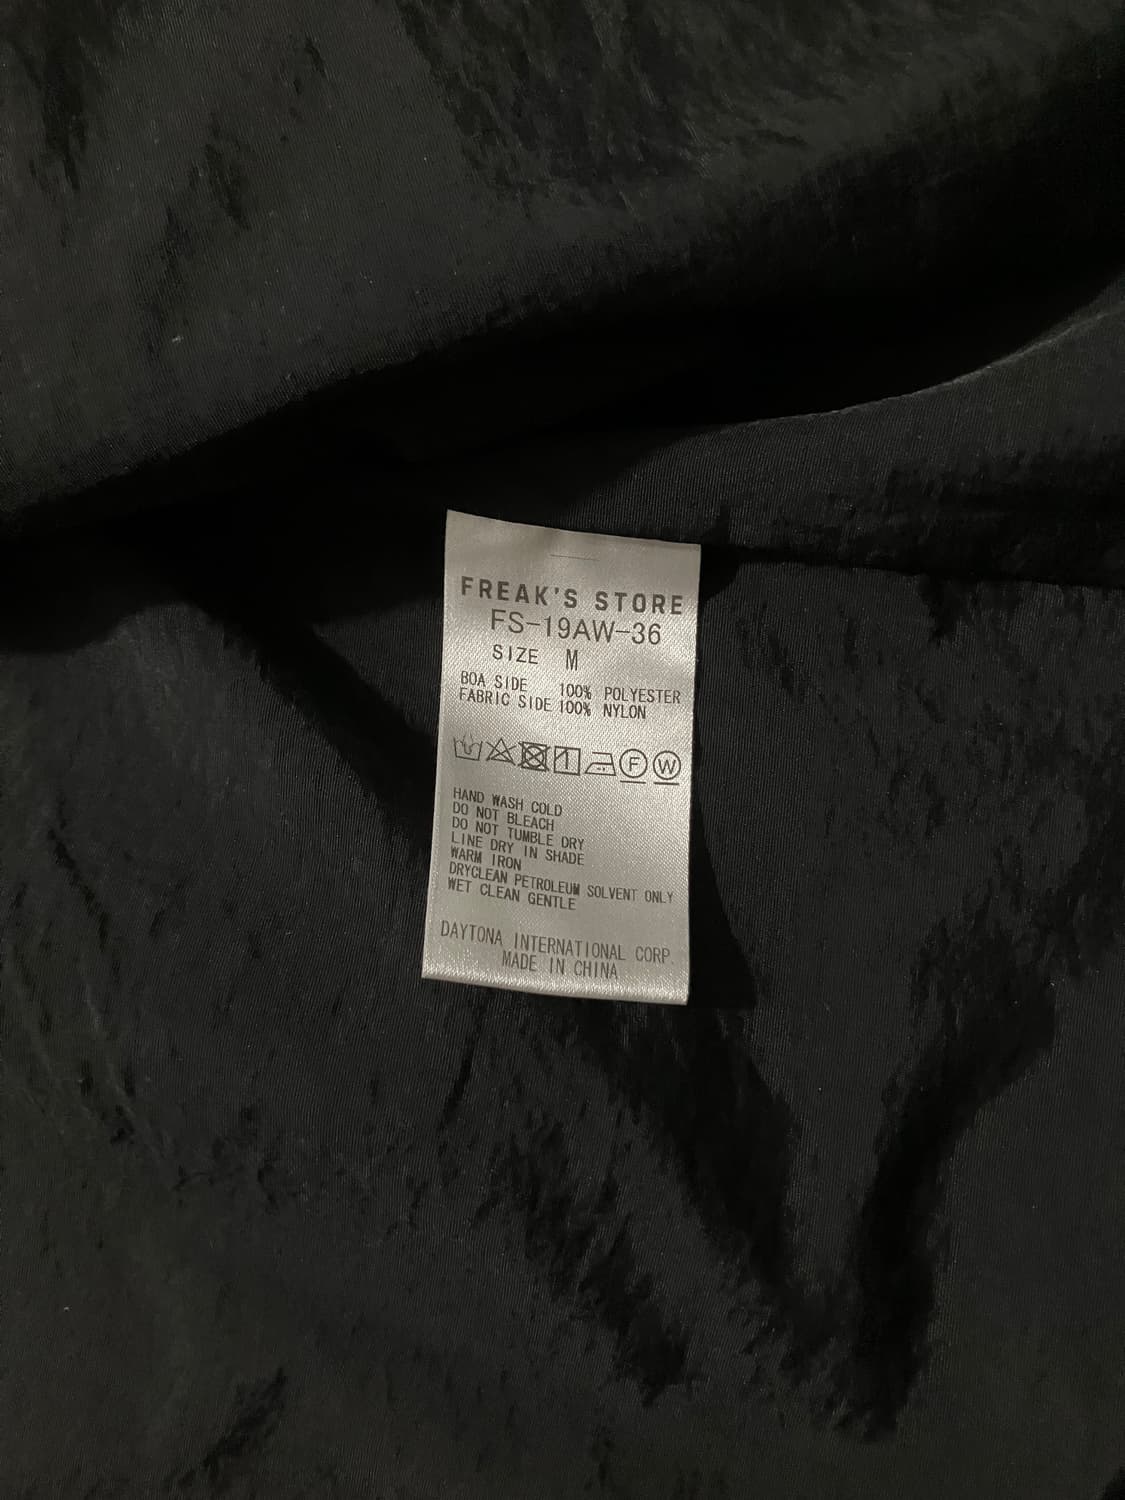 FREAK'S STORE
FS-19AW-36
SIZE M
BOA SIDE 100% POLYESTER
FABRIC SIDE 100% NYLON
F W
HAND WASH COLD
DO NOT BLEACH
DO NOT TUMBLE DRY
LINE DRY IN SHADE
WARM IRON
DRYCLEAN PETROLEUM SOLVENT ONLY
WET CLEAN GENTLE
DAYTONA INTERNATIONAL CORP.
MADE IN CHINA